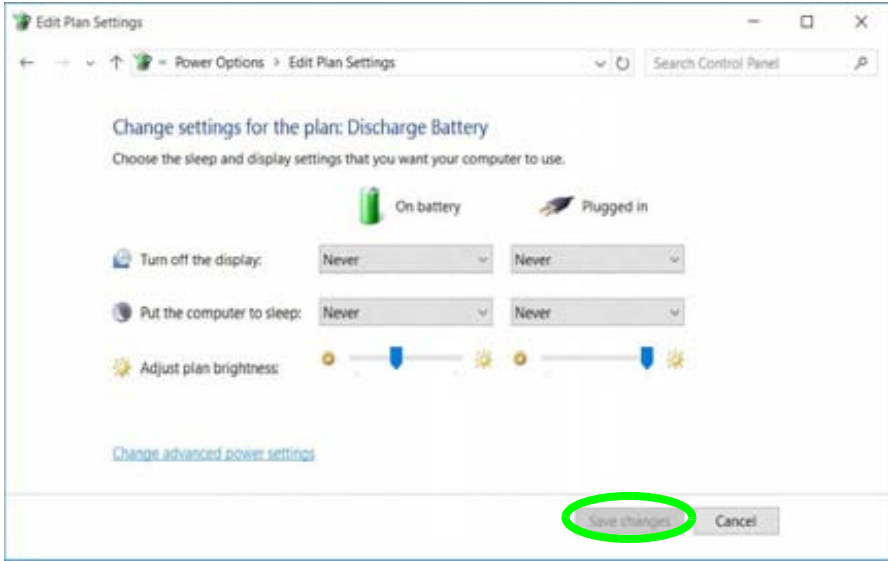 Edit Plan Settings
Power Options > Edit Plan Settings
Search Control Panel
Change settings for the plan: Discharge Battery
Choose the sleep and display settings that you want your computer to use.
On battery
Plugged in
Turn off the display:
Never
Never
Put the computer to sleep:
Never
Never
Adjust plan brightness:
Change advanced power settings
Save changes
Cancel